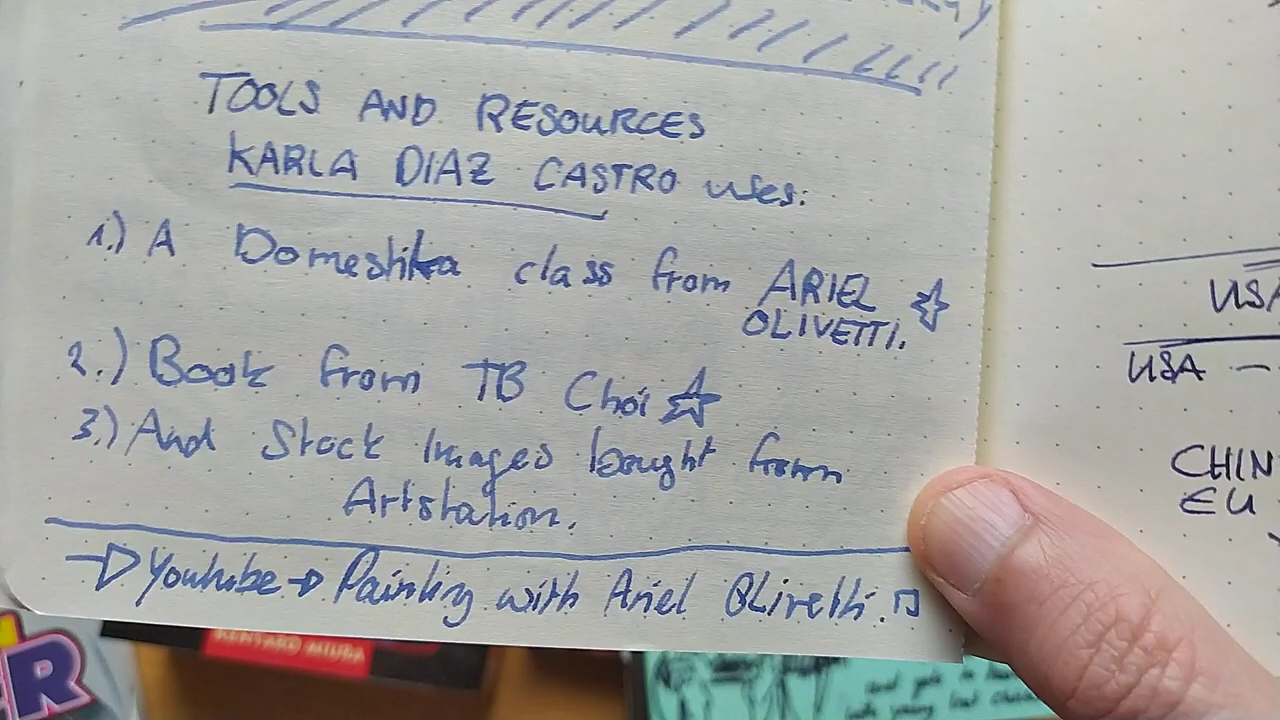 TOOLS AND RESOURCES
KARLA DIAZ CASTRO uses:
1.) A Domestika class from ARIEL
OLIVETTI.
2.) Book from TB Choi
3.) And Stock Images bought from
Artstation.
Youtube → Painting with Ariel Olivetti.
USA
USA —
CHIN
EU
KENTARO MIURA
ER